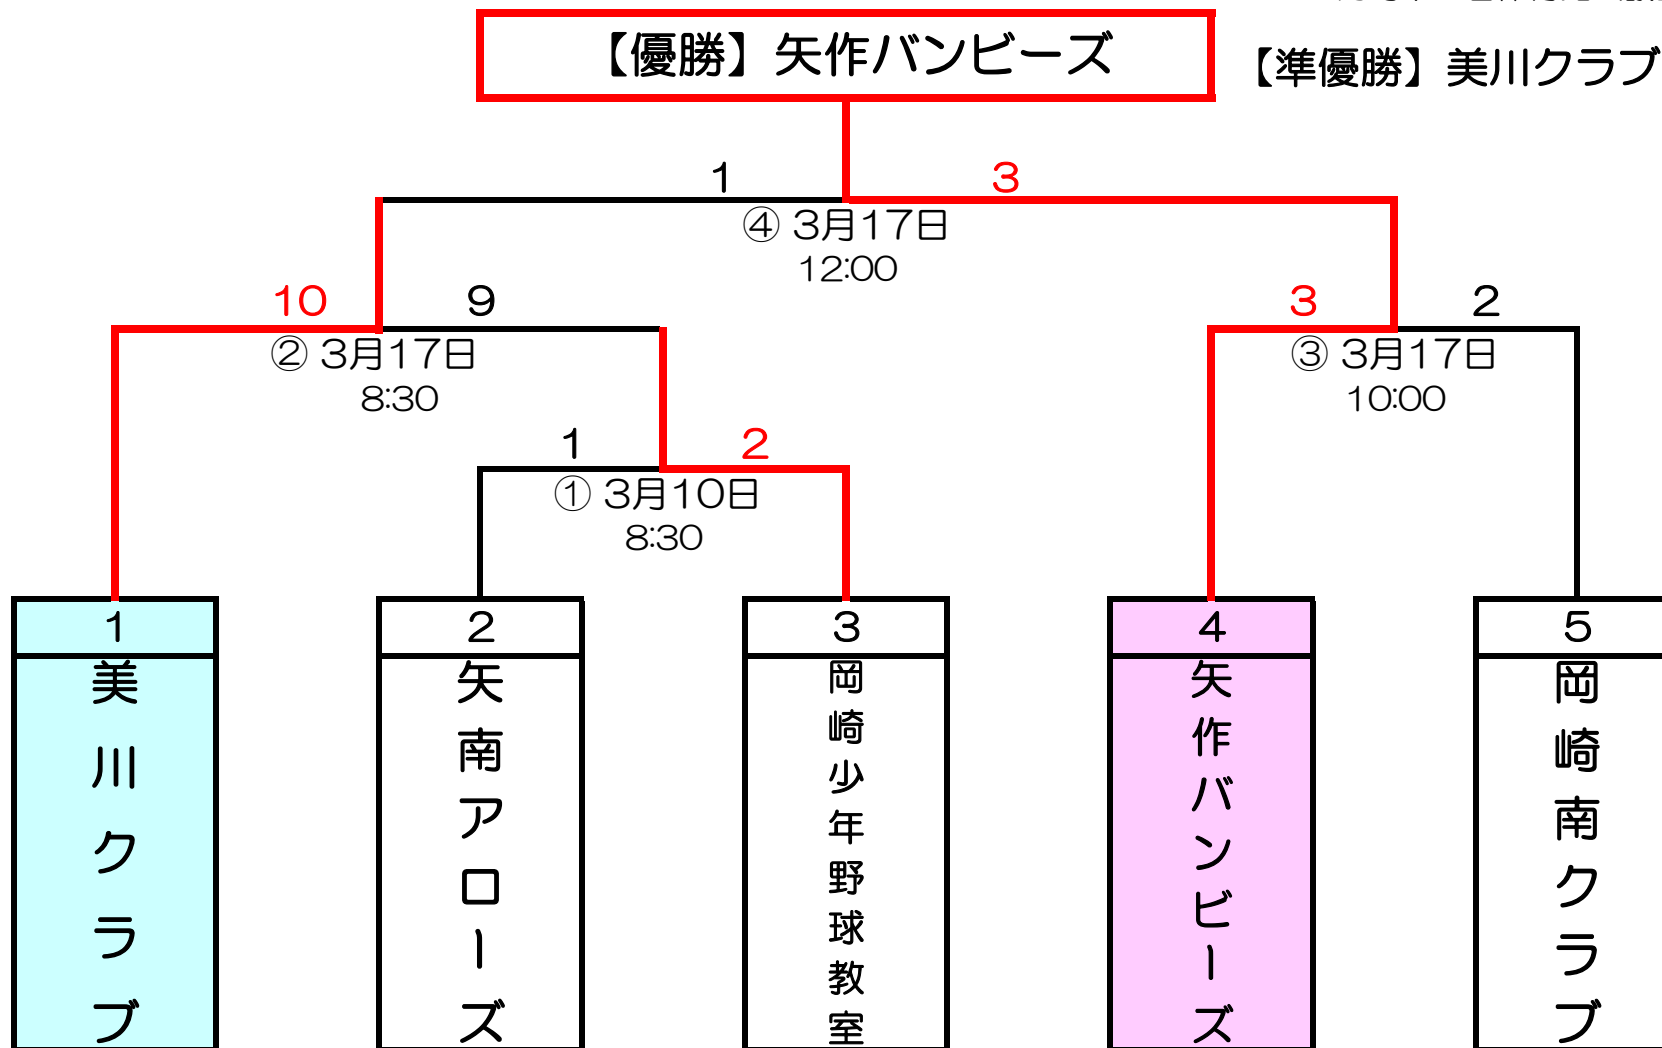 【優勝】矢作バンビーズ
【準優勝】美川クラブ
1
3
④ 3月17日
12:00
10
9
② 3月17日
8:30
3
2
③ 3月17日
10:00
1
2
① 3月10日
8:30
1
2
3
4
5
美川クラブ
矢南アローズ
岡崎少年野球教室
矢作バンビーズ
岡崎南クラブ